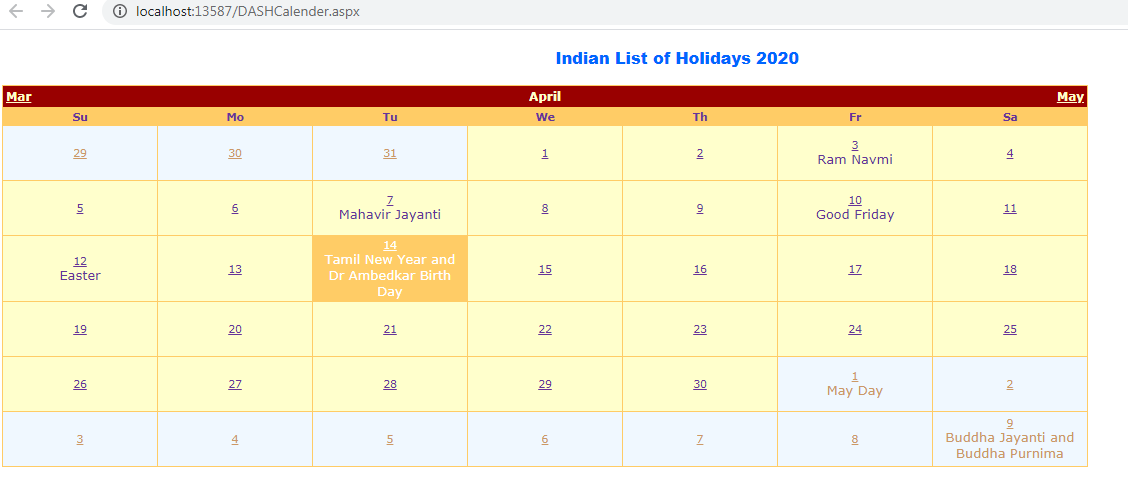 localhost:13587/DASHCalender.aspx
Indian List of Holidays 2020
Mar April May
Su Mo Tu We Th Fr Sa
29 30 31 1 2 3 4
Ram Navmi
5 6 7 8 9 10 11
Mahavir Jayanti Good Friday
12 13 14 15 16 17 18
Easter Tamil New Year and
Dr Ambedkar Birth
Day
19 20 21 22 23 24 25
26 27 28 29 30 1 2
May Day
3 4 5 6 7 8 9
Buddha Jayanti and
Buddha Purnima